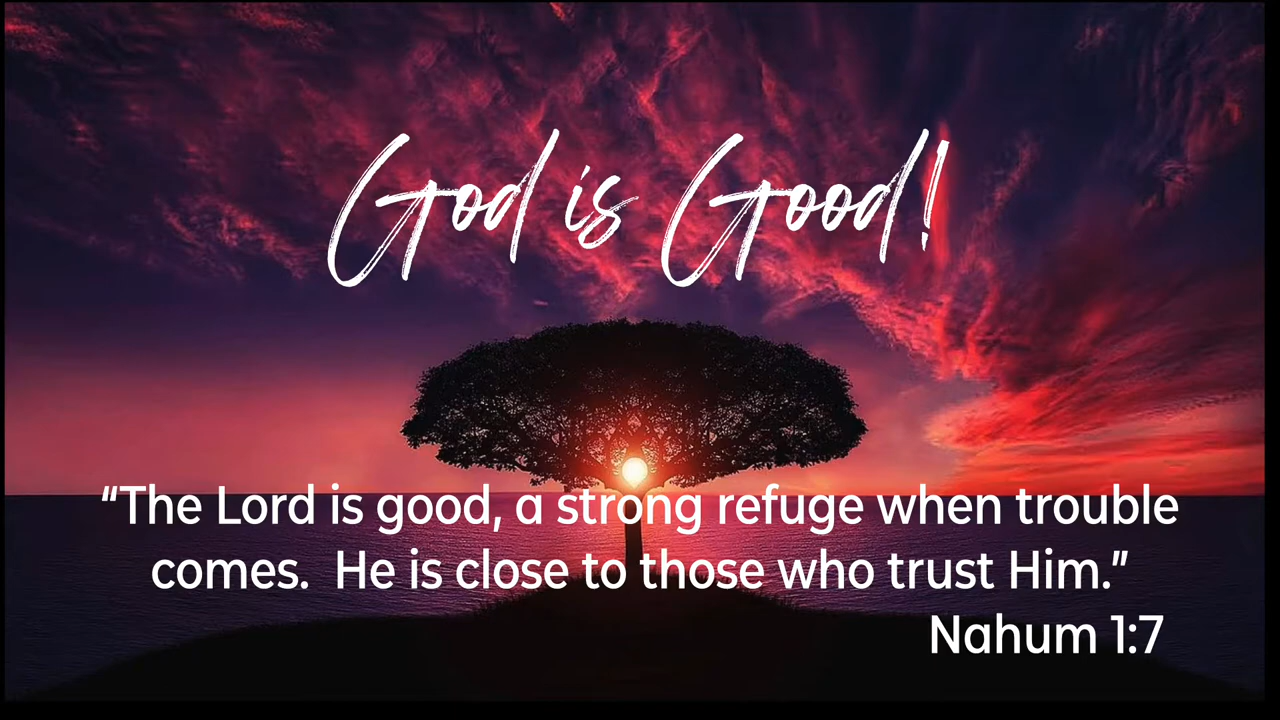 God is Good!
“The Lord is good, a strong refuge when trouble
comes.  He is close to those who trust Him.”
Nahum 1:7